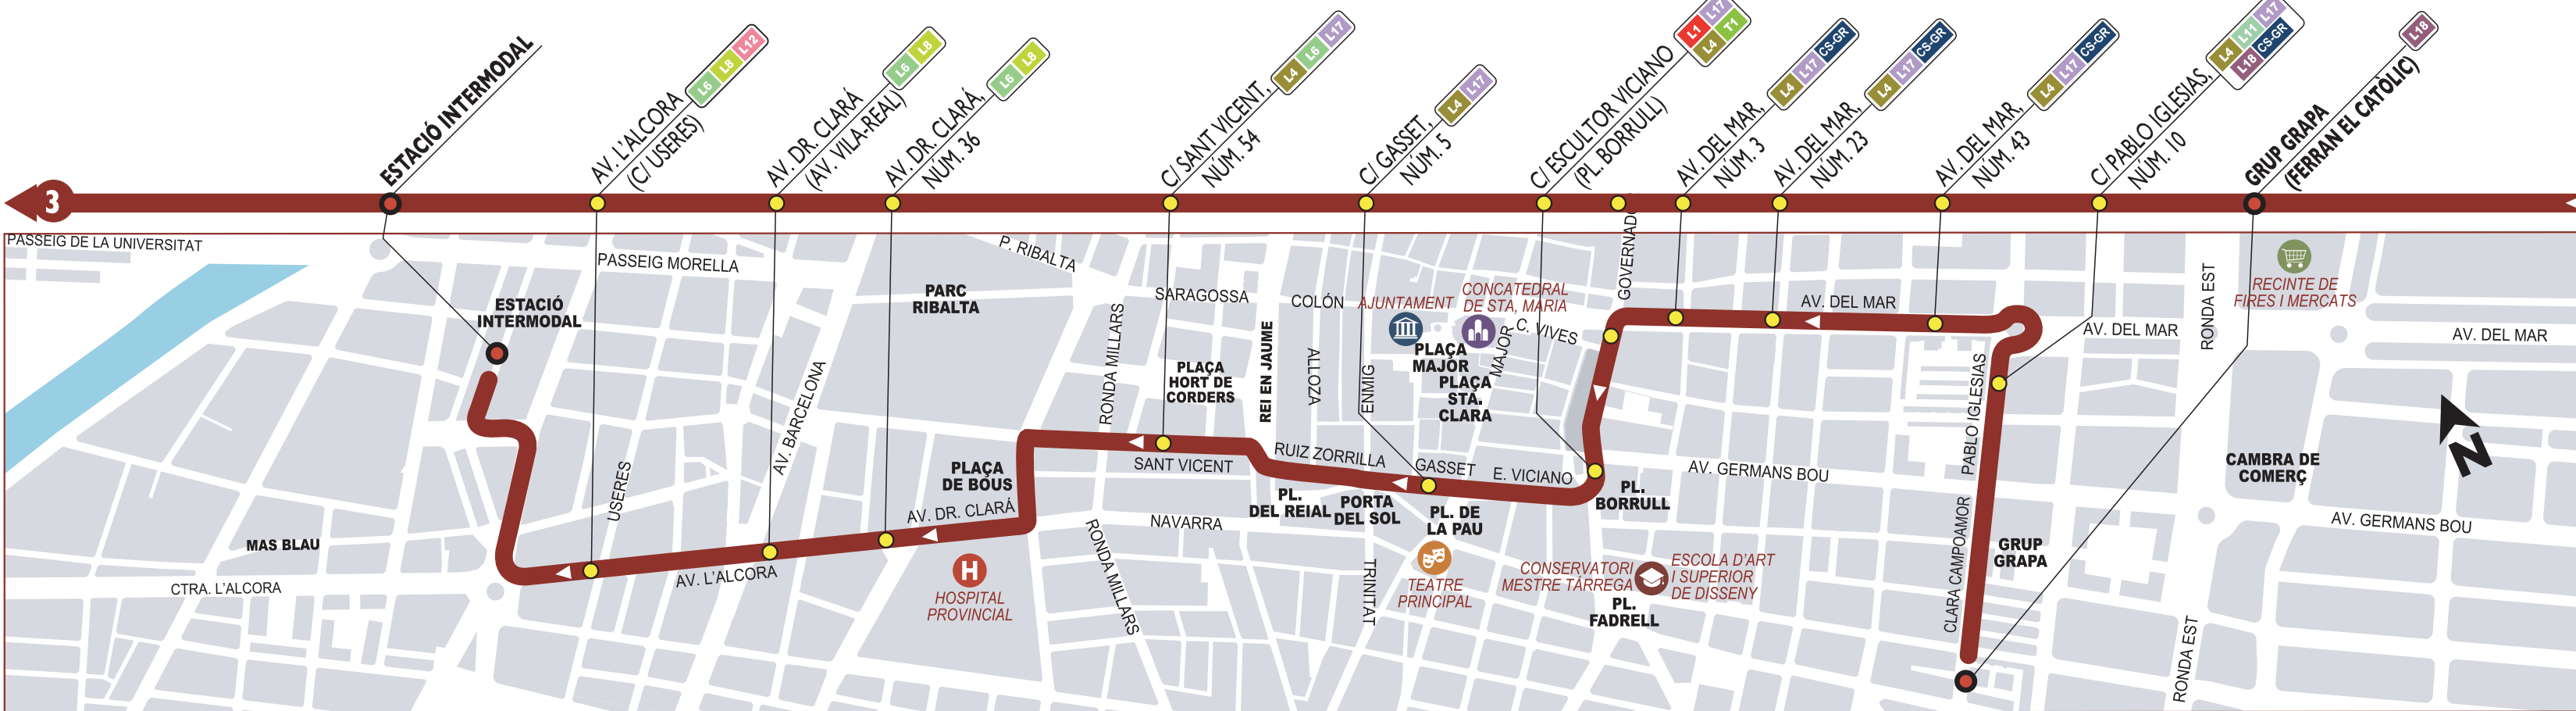 ESTACIÓ INTERMODAL
AV. L'ALCORA
(C/ USERES)
L6 L8 L12
AV. DR. CLARÁ
(AV. VILA-REAL)
L6 L8
AV. DR. CLARÁ,
NÚM. 36
L6 L8
C/ SANT VICENT,
NÚM. 54
L4 L6 L17
C/ GASSET,
NÚM. 5
L4 L17
C/ ESCULTOR VICIANO
(PL. BORRULL)
L1 L17
L4 T1
AV. DEL MAR,
NÚM. 3
L4 L17 CS-GR
AV. DEL MAR,
NÚM. 23
L4 L17 CS-GR
AV. DEL MAR,
NÚM. 43
L4 L17 CS-GR
C/ PABLO IGLESIAS,
NÚM. 10
L4 L11 L17
L18 CS-GR
GRUP GRAPA
(FERRAN EL CATÒLIC)
L18
3
PASSEIG DE LA UNIVERSITAT
PASSEIG MORELLA
P. RIBALTA
PARC
RIBALTA
ESTACIÓ
INTERMODAL
SARAGOSSA
COLÓN
AJUNTAMENT
CONCATEDRAL
DE STA. MARIA
AV. DEL MAR
RONDA EST
RECINTE DE
FIRES I MERCATS
AV. DEL MAR
AV. DEL MAR
RONDA MILLARS
PLAÇA
HORT DE
CORDERS
REI EN JAUME
ALLOZA
ENMIG
PLAÇA
MAJOR
PLAÇA
STA.
CLARA
MAJOR
C. VIVES
PABLO IGLESIAS
AV. BARCELONA
USERES
PLAÇA
DE BOUS
AV. DR. CLARÁ
SANT VICENT
RUIZ ZORRILLA
GASSET
E. VICIANO
AV. GERMANS BOU
CAMBRA DE
COMERÇ
N
PL.
DEL REIAL
PORTA
DEL SOL
PL. DE
LA PAU
PL.
BORRULL
NAVARRA
RONDA MILLARS
MAS BLAU
CTRA. L'ALCORA
AV. L'ALCORA
H
HOSPITAL
PROVINCIAL
TRINITAT
TEATRE
PRINCIPAL
CONSERVATORI
MESTRE TÀRREGA
ESCOLA D'ART
I SUPERIOR
DE DISSENY
PL.
FADRELL
CLARA CAMPOAMOR
GRUP
GRAPA
AV. GERMANS BOU
RONDA EST